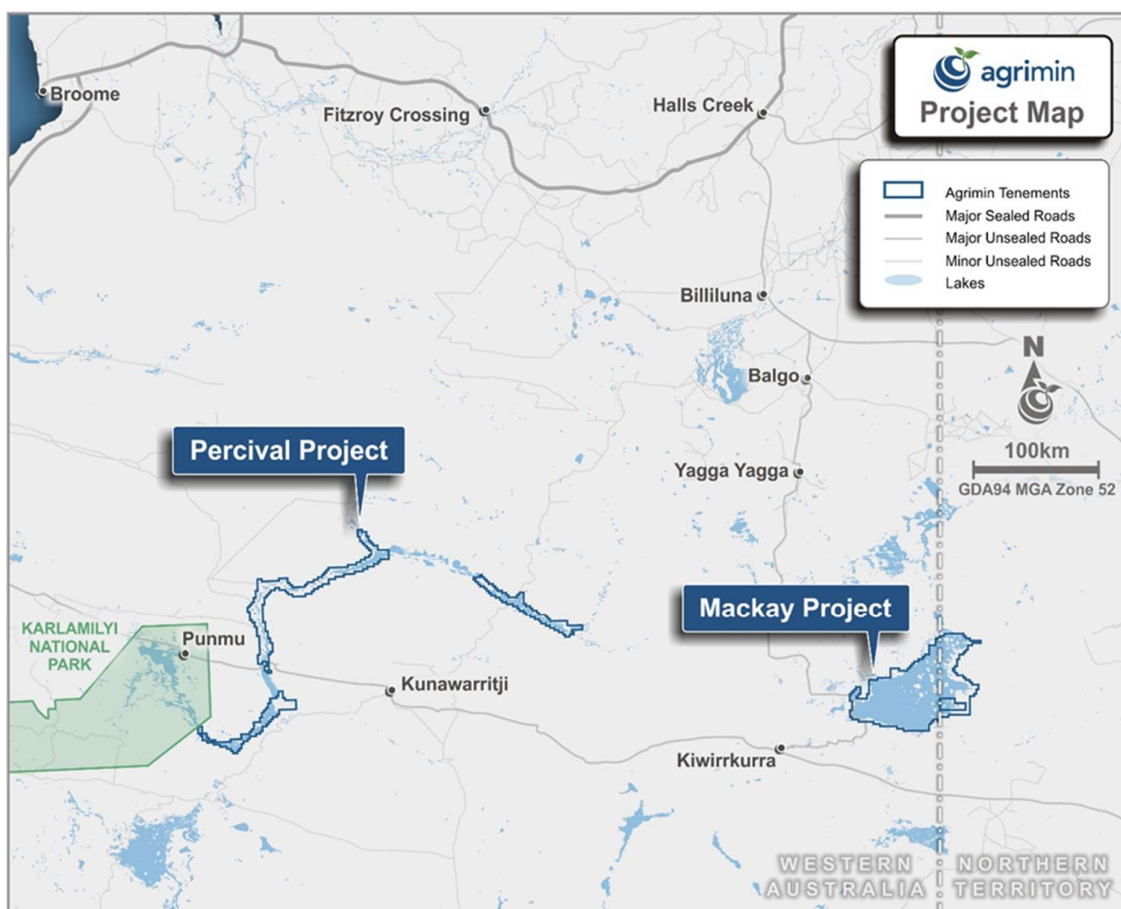 agrimin
Project Map
Broome
Fitzroy Crossing
Halls Creek
Agrimin Tenements
Major Sealed Roads
Major Unsealed Roads
Minor Unsealed Roads
Lakes
Billiluna
N
Balgo
100km
GDA94 MGA Zone 52
Percival Project
Yagga Yagga
Mackay Project
KARLAMILYI
NATIONAL
PARK
Punmu
Kunawarritji
Kiwirrkurra
WESTERN
AUSTRALIA
NORTHERN
TERRITORY